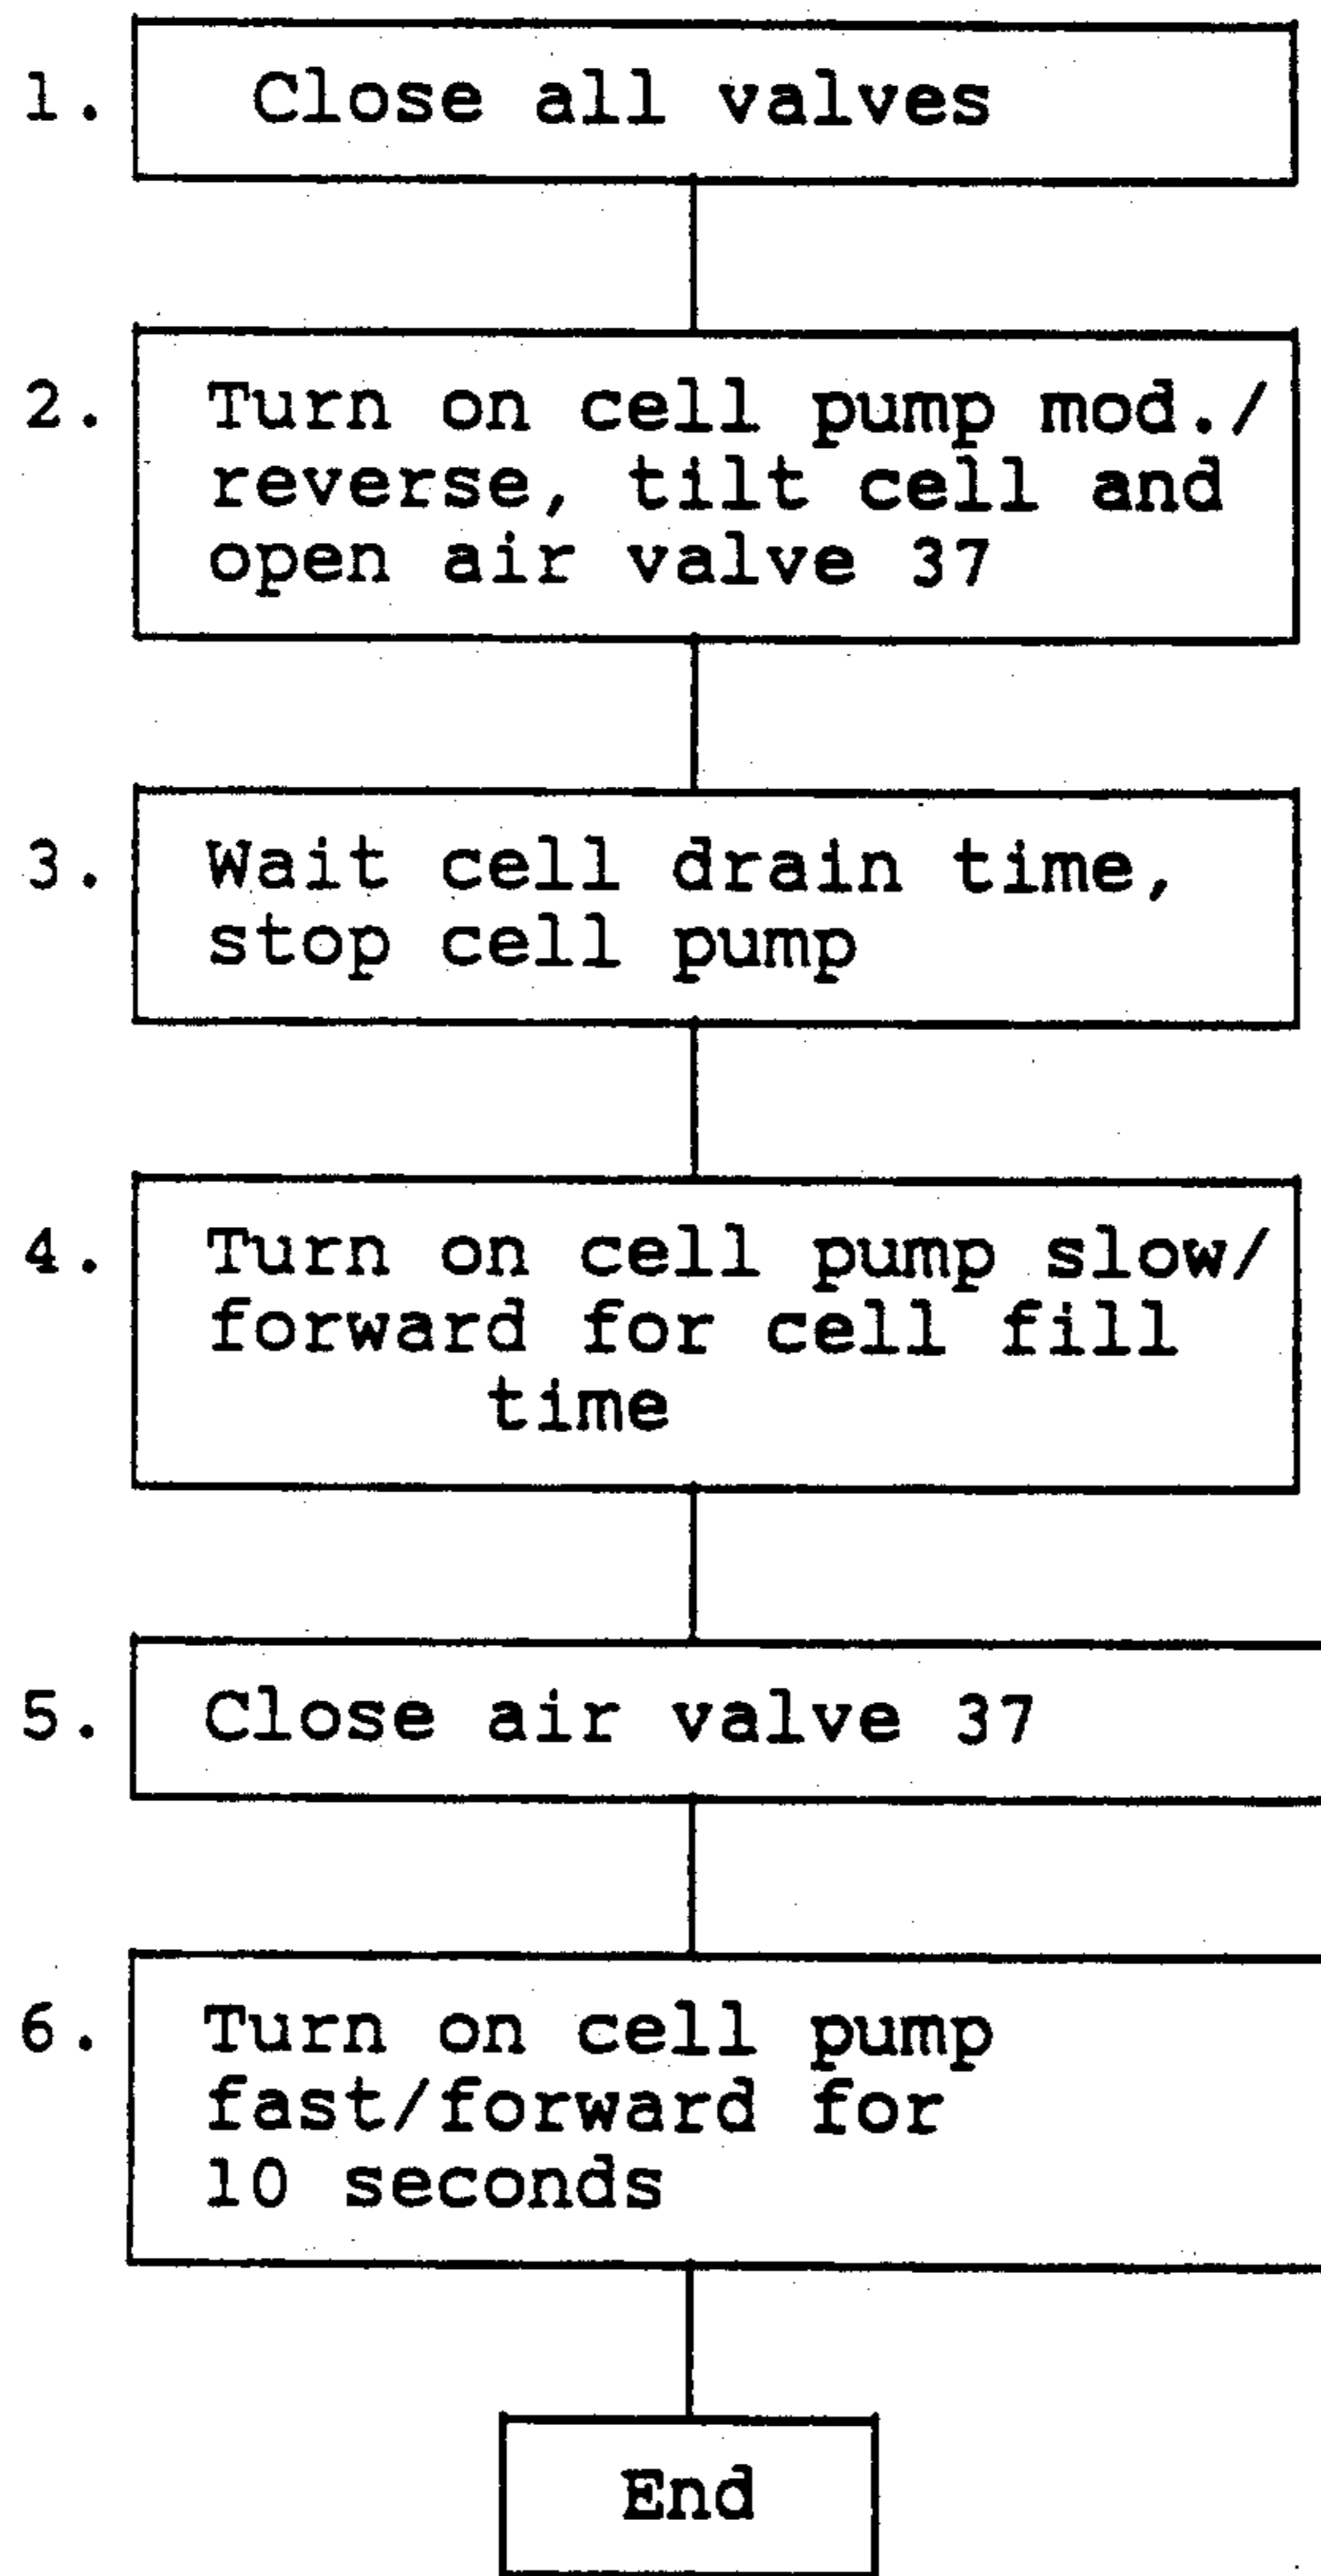 1. Close all valves
2. Turn on cell pump mod./
reverse, tilt cell and
open air valve 37
3. Wait cell drain time,
stop cell pump
4. Turn on cell pump slow/
forward for cell fill
time
5. Close air valve 37
6. Turn on cell pump
fast/forward for
10 seconds
End